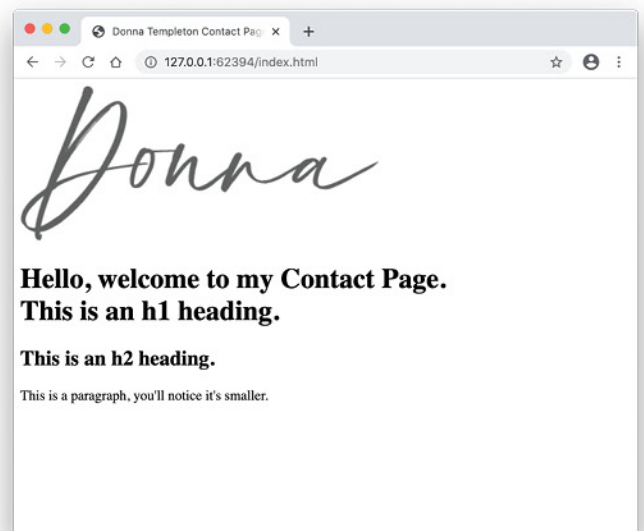 Donna Templeton Contact Pag
127.0.0.1:62394/index.html
Donna
Hello, welcome to my Contact Page.
This is an h1 heading.
This is an h2 heading.
This is a paragraph, you'll notice it's smaller.